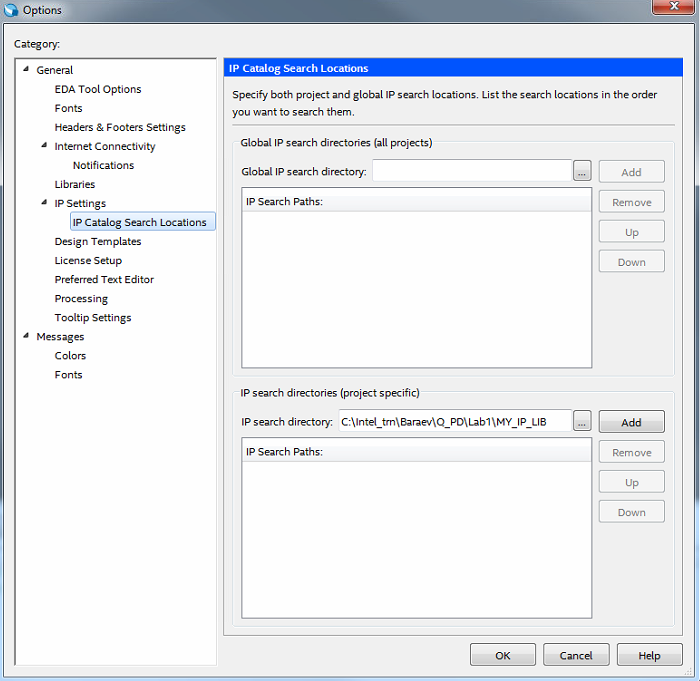 Options
Category:
General
EDA Tool Options
Fonts
Headers & Footers Settings
Internet Connectivity
Notifications
Libraries
IP Settings
IP Catalog Search Locations
Design Templates
License Setup
Preferred Text Editor
Processing
Tooltip Settings
Messages
Colors
Fonts
IP Catalog Search Locations
Specify both project and global IP search locations. List the search locations in the order
you want to search them.
Global IP search directories (all projects)
Global IP search directory:
...
Add
IP Search Paths:
Remove
Up
Down
IP search directories (project specific)
IP search directory: C:\Intel_trn\Baraev\Q_PD\Lab1\MY_IP_LIB
...
Add
IP Search Paths:
Remove
Up
Down
OK
Cancel
Help